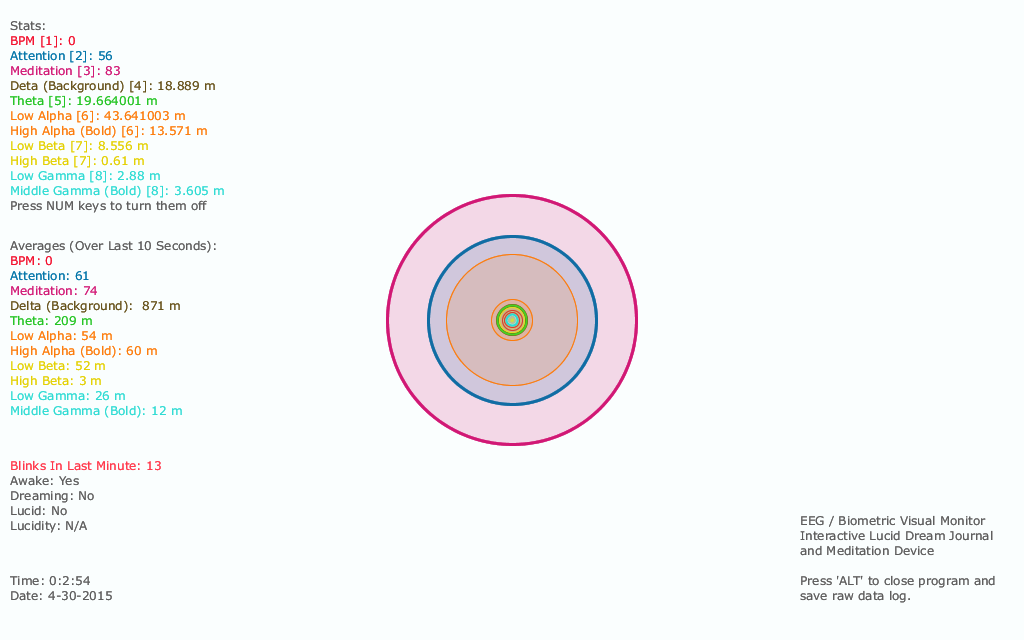 Stats:
BPM [1]: 0
Attention [2]: 56
Meditation [3]: 83
Deta (Background) [4]: 18.889 m
Theta [5]: 19.664001 m
Low Alpha [6]: 43.641003 m
High Alpha (Bold) [6]: 13.571 m
Low Beta [7]: 8.556 m
High Beta [7]: 0.61 m
Low Gamma [8]: 2.88 m
Middle Gamma (Bold) [8]: 3.605 m
Press NUM keys to turn them off
Averages (Over Last 10 Seconds):
BPM: 0
Attention: 61
Meditation: 74
Delta (Background):  871 m
Theta: 209 m
Low Alpha: 54 m
High Alpha (Bold): 60 m
Low Beta: 52 m
High Beta: 3 m
Low Gamma: 26 m
Middle Gamma (Bold): 12 m
Blinks In Last Minute: 13
Awake: Yes
Dreaming: No
Lucid: No
Lucidity: N/A
Time: 0:2:54
Date: 4-30-2015
EEG / Biometric Visual Monitor
Interactive Lucid Dream Journal
and Meditation Device
Press 'ALT' to close program and
save raw data log.